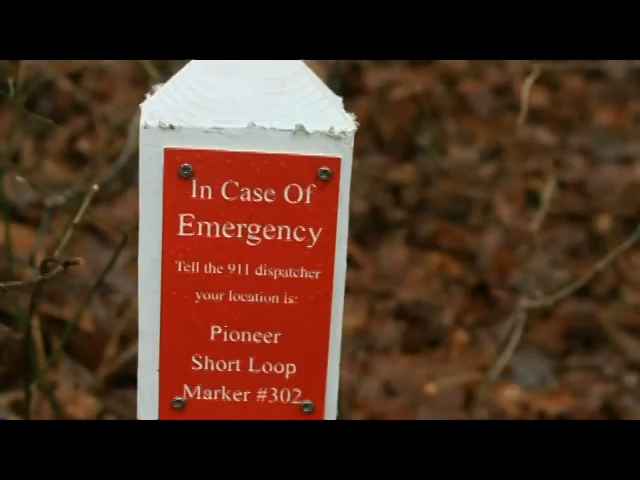 In Case Of
Emergency
Tell the 911 dispatcher
your location is:
Pioneer
Short Loop
Marker #302